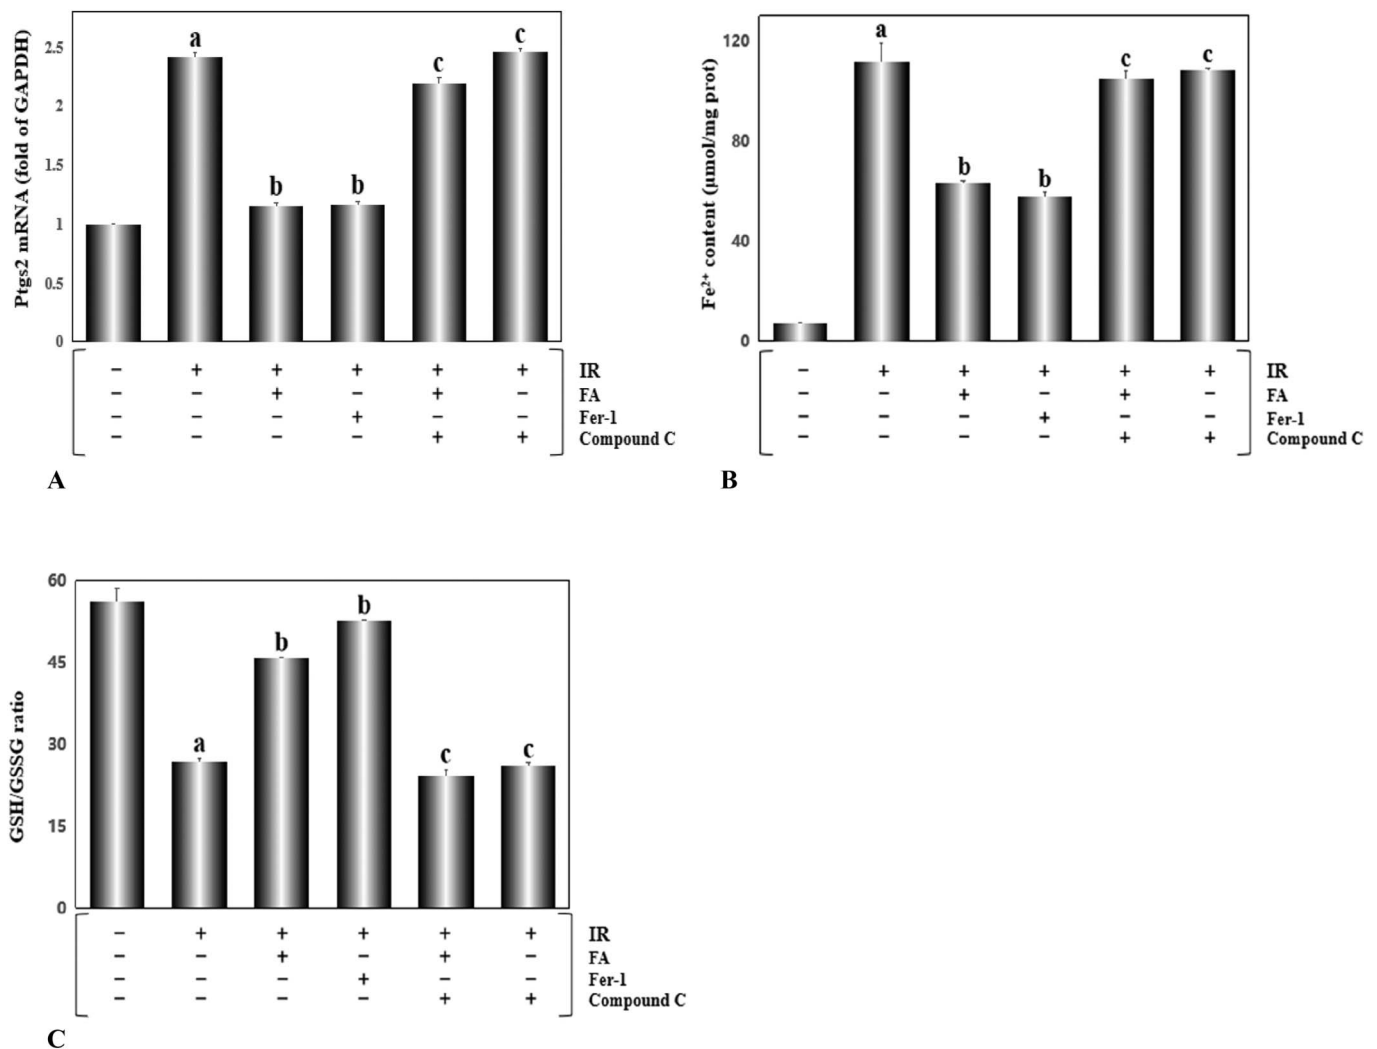 Ptgs2 mRNA (fold of GAPDH)
2.5
2
1.5
1
0.5
0
a
b
b
c
c
− + + + + + IR
− − + − + − FA
− − − + − − Fer-1
− − − − + + Compound C
A
Fe²⁺ content (μmol/mg prot)
120
80
40
0
a
b
b
c
c
− + + + + + IR
− − + − + − FA
− − − + − − Fer-1
− − − − + + Compound C
B
GSH/GSSG ratio
60
45
30
15
0
a
b
b
c
c
− + + + + + IR
− − + − + − FA
− − − + − − Fer-1
− − − − + + Compound C
C